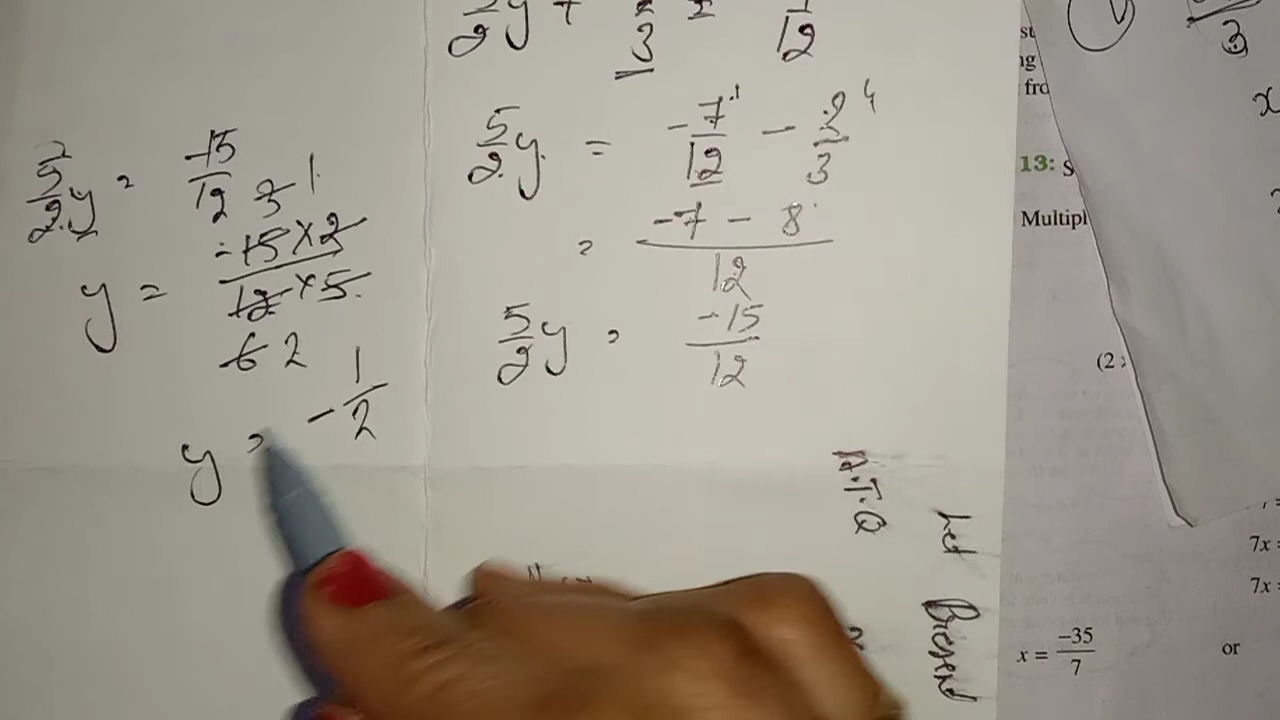 5/2 y = -7/12 - 2/3
= -7 - 8 / 12
5/2 y = -15/12
5/2 y = -15/12
y = -15×2 / 12×5
6 2
y = -1/2
A.T.Q
Let
Present
13: S
Multipl
(2
7x =
7x =
x = -35/7 or